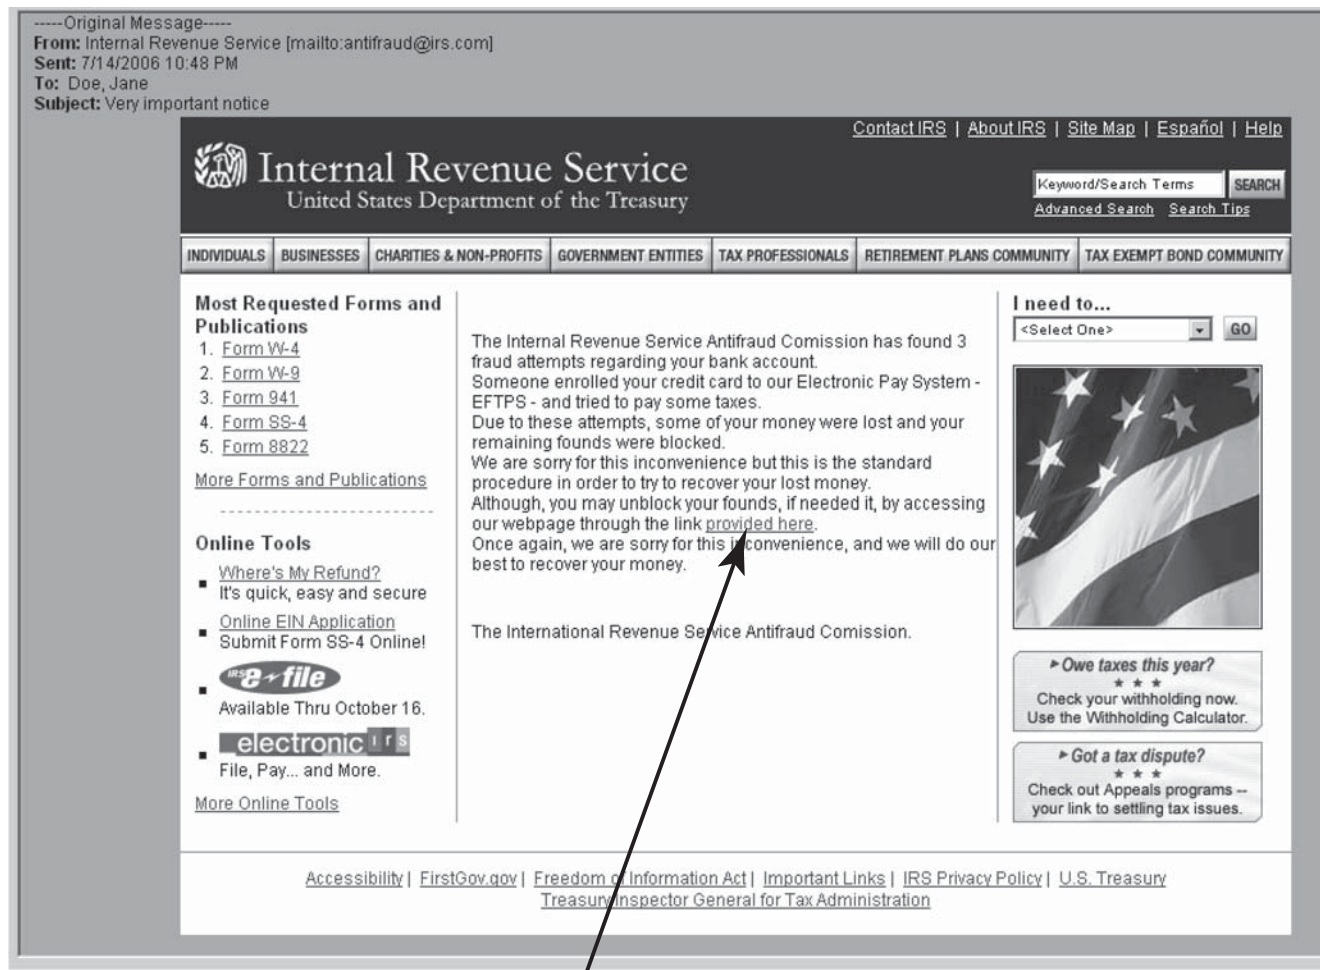 -----Original Message-----
From: Internal Revenue Service [mailto:antifraud@irs.com]
Sent: 7/14/2006 10:48 PM
To: Doe, Jane
Subject: Very important notice
Contact IRS | About IRS | Site Map | Español | Help
Internal Revenue Service
United States Department of the Treasury
Keyword/Search Terms SEARCH
Advanced Search Search Tips
INDIVIDUALS BUSINESSES CHARITIES & NON-PROFITS GOVERNMENT ENTITIES TAX PROFESSIONALS RETIREMENT PLANS COMMUNITY TAX EXEMPT BOND COMMUNITY
Most Requested Forms and
Publications
1. Form W-4
2. Form W-9
3. Form 941
4. Form SS-4
5. Form 8822
More Forms and Publications
Online Tools
Where's My Refund?
It's quick, easy and secure
Online EIN Application
Submit Form SS-4 Online!
IRS e-file
Available Thru October 16.
electronic irs
File, Pay... and More.
More Online Tools
The Internal Revenue Service Antifraud Comission has found 3
fraud attempts regarding your bank account.
Someone enrolled your credit card to our Electronic Pay System -
EFTPS - and tried to pay some taxes.
Due to these attempts, some of your money were lost and your
remaining founds were blocked.
We are sorry for this inconvenience but this is the standard
procedure in order to try to recover your lost money.
Although, you may unblock your founds, if needed it, by accessing
our webpage through the link provided here.
Once again, we are sorry for this inconvenience, and we will do our
best to recover your money.
The International Revenue Service Antifraud Comission.
I need to...
<Select One> GO
Owe taxes this year?
Check your withholding now.
Use the Withholding Calculator.
Got a tax dispute?
Check out Appeals programs --
your link to settling tax issues.
Accessibility | FirstGov.gov | Freedom of Information Act | Important Links | IRS Privacy Policy | U.S. Treasury
Treasury Inspector General for Tax Administration